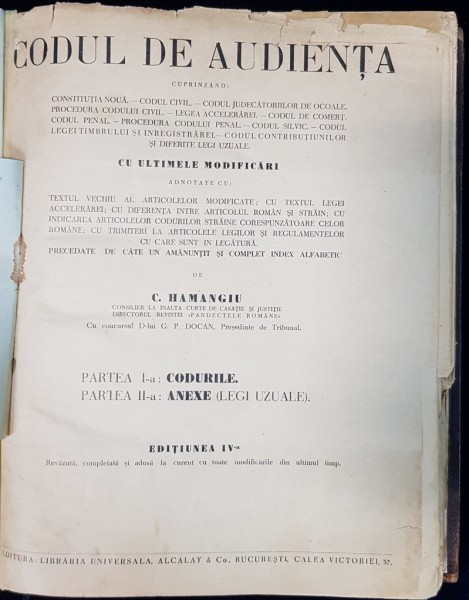 CODUL DE AUDIENȚA
CUPRINZÂND:
CONSTITUȚIA NOUĂ. — CODUL CIVIL. — CODUL JUDECĂTORIILOR DE OCOALE.
PROCEDURA CODULUI CIVIL. — LEGEA ACCELERĂREI. — CODUL DE COMERȚ.
CODUL PENAL. — PROCEDURA CODULUI PENAL. — CODUL SILVIC. — CODUL
LEGEI TIMBRULUI ȘI INREGISTRĂREI.— CODUL CONTRIBUȚIUNILOR
ȘI DIFERITE LEGI UZUALE.
CU ULTIMELE MODIFICĂRI
ADNOTATE CU:
TEXTUL VECHIU AL ARTICOLELOR MODIFICATE; CU TEXTUL LEGEI
ACCELERĂREI; CU DIFERENȚA INTRE ARTICOLUL ROMÂN ȘI STRĂIN; CU
INDICAREA ARTICOLELOR CODURILOR STRĂINE CORESPUNZĂTOARE CELOR
ROMÂNE; CU TRIMITERI LA ARTICOLELE LEGILOR ȘI REGULAMENTELOR
CU CARE SUNT IN LEGĂTURĂ.
PRECEDATE DE CÂTE UN AMĂNUNȚIT ȘI COMPLET INDEX ALFABETIC
DE
C. HAMANGIU
CONSILIER LA INALTA CURTE DE CASAȚIE ȘI JUSTIȚIE
DIRECTORUL REVISTEI «PANDECTELE ROMÂNE»
Cu concursul D-lui G. P. DOCAN, Președinte de Tribunal.
PARTEA I-a: CODURILE.
PARTEA II-a: ANEXE (LEGI UZUALE).
EDIȚIUNEA IV-a
Revăzută, completată și adusă la curent cu toate modificările din ultimul timp.
EDITURA: LIBRĂRIA UNIVERSALA, ALCALAY & Co., BUCUREȘTI, CALEA VICTORIEI, 37.